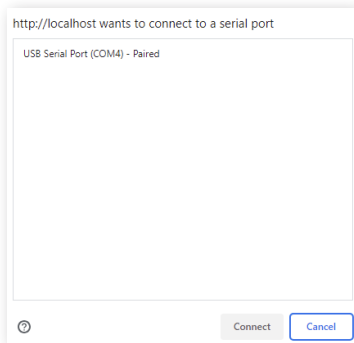 http://localhost wants to connect to a serial port
USB Serial Port (COM4) - Paired
Connect
Cancel